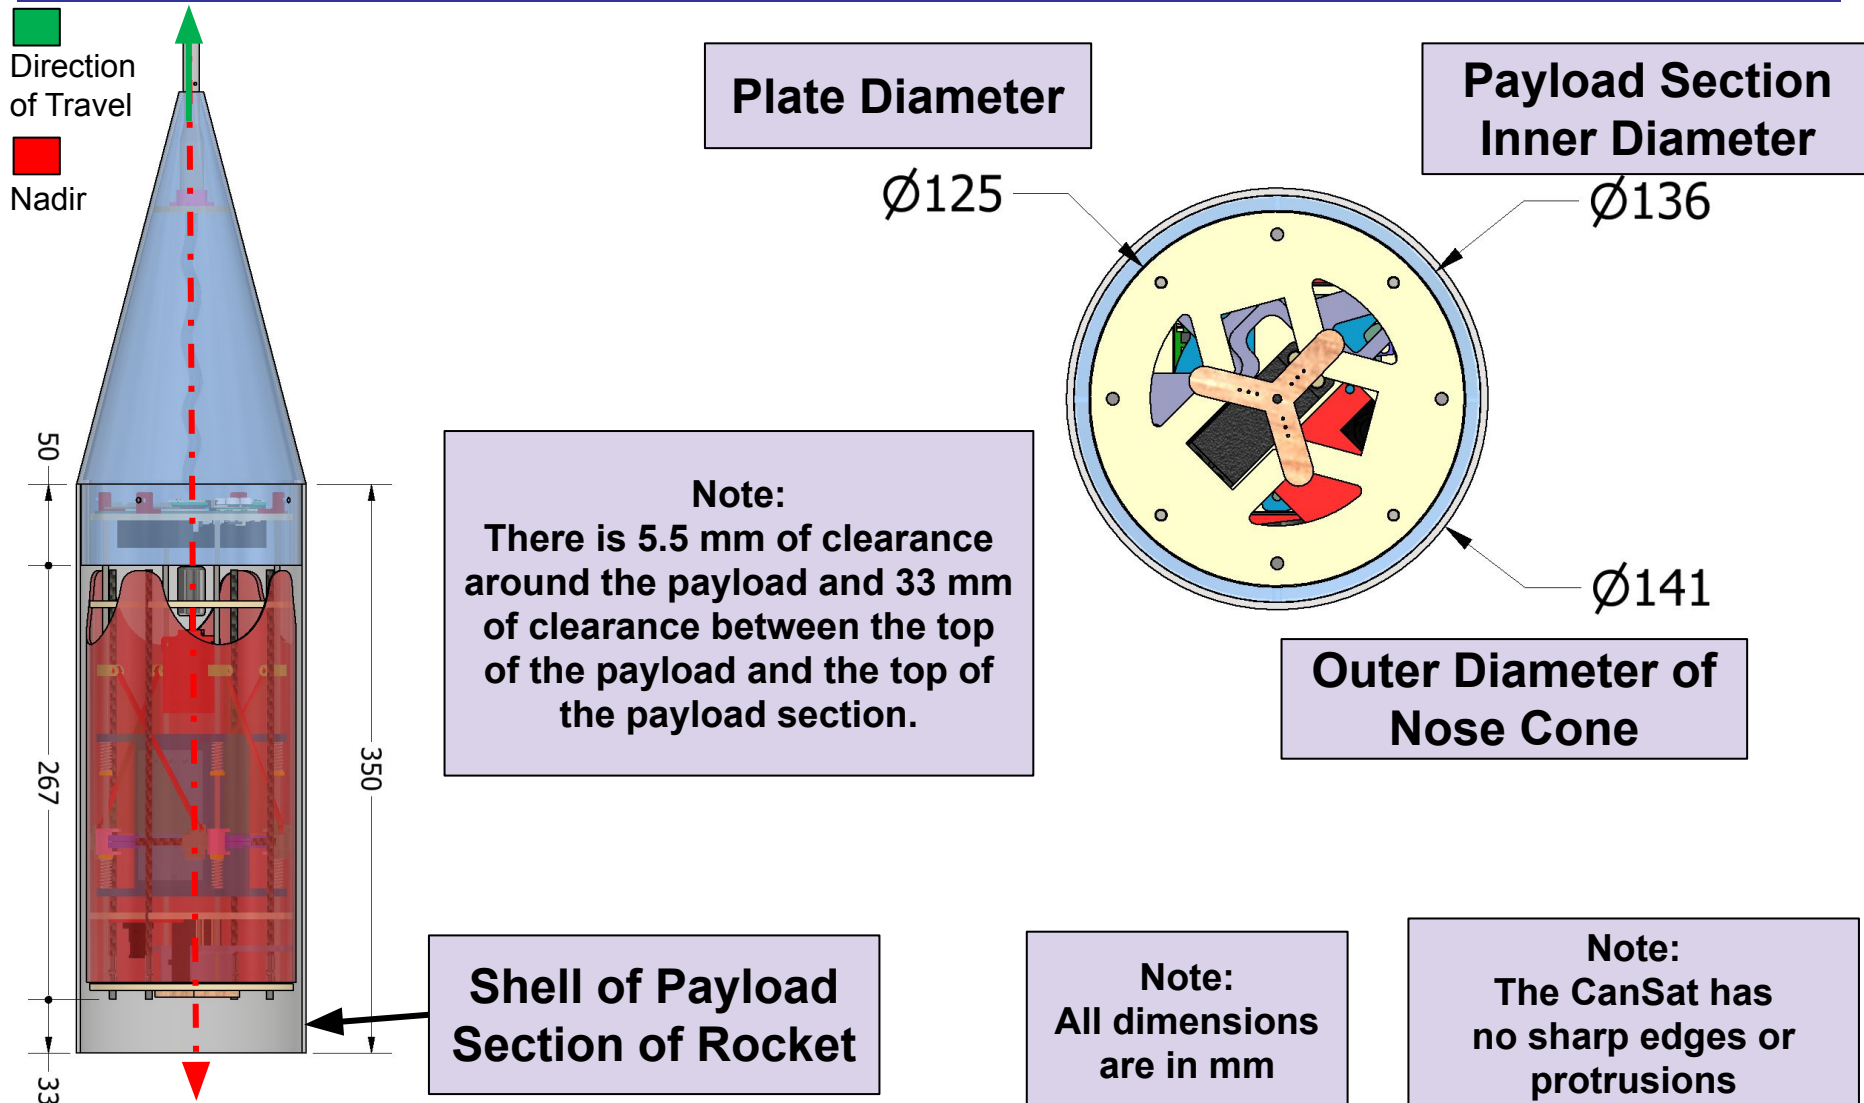 Direction
of Travel
Nadir
Plate Diameter
Payload Section
Inner Diameter
Ø125
Ø136
50
Note:
There is 5.5 mm of clearance
around the payload and 33 mm
of clearance between the top
of the payload and the top of
the payload section.
Ø141
Outer Diameter of
Nose Cone
267
350
Shell of Payload
Section of Rocket
Note:
All dimensions
are in mm
Note:
The CanSat has
no sharp edges or
protrusions
33